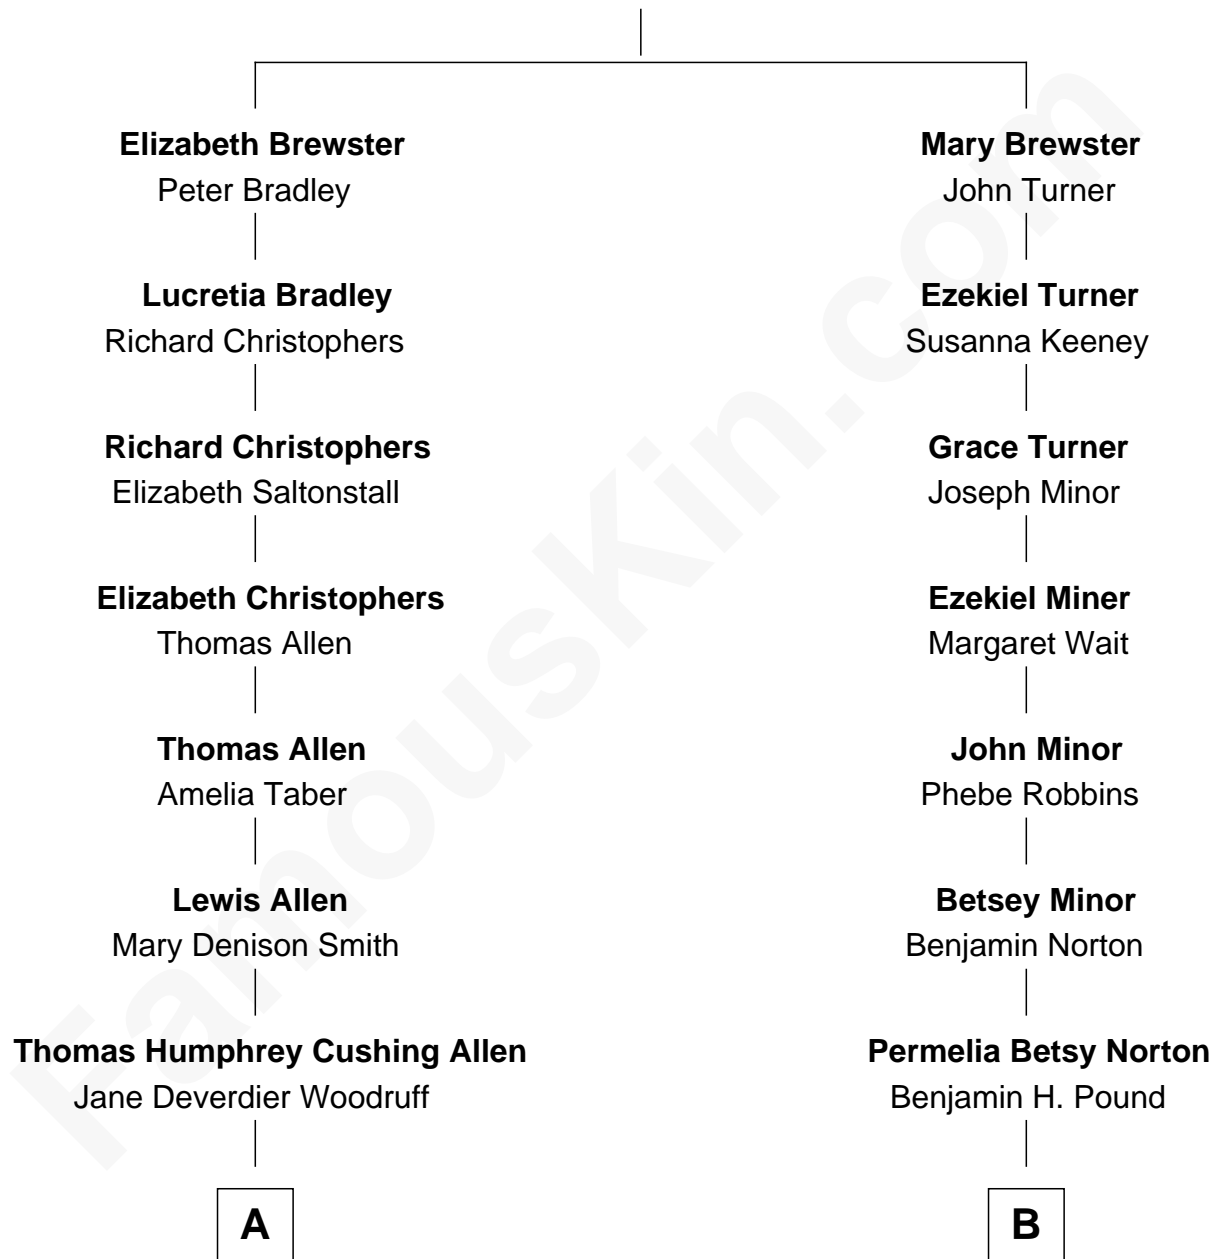 Elizabeth Brewster
Peter Bradley
Lucretia Bradley
Richard Christophers
Richard Christophers
Elizabeth Saltonstall
Elizabeth Christophers
Thomas Allen
Thomas Allen
Amelia Taber
Lewis Allen
Mary Denison Smith
Thomas Humphrey Cushing Allen
Jane Deverdier Woodruff
A
Mary Brewster
John Turner
Ezekiel Turner
Susanna Keeney
Grace Turner
Joseph Minor
Ezekiel Miner
Margaret Wait
John Minor
Phebe Robbins
Betsey Minor
Benjamin Norton
Permelia Betsy Norton
Benjamin H. Pound
B
FamousKin.com